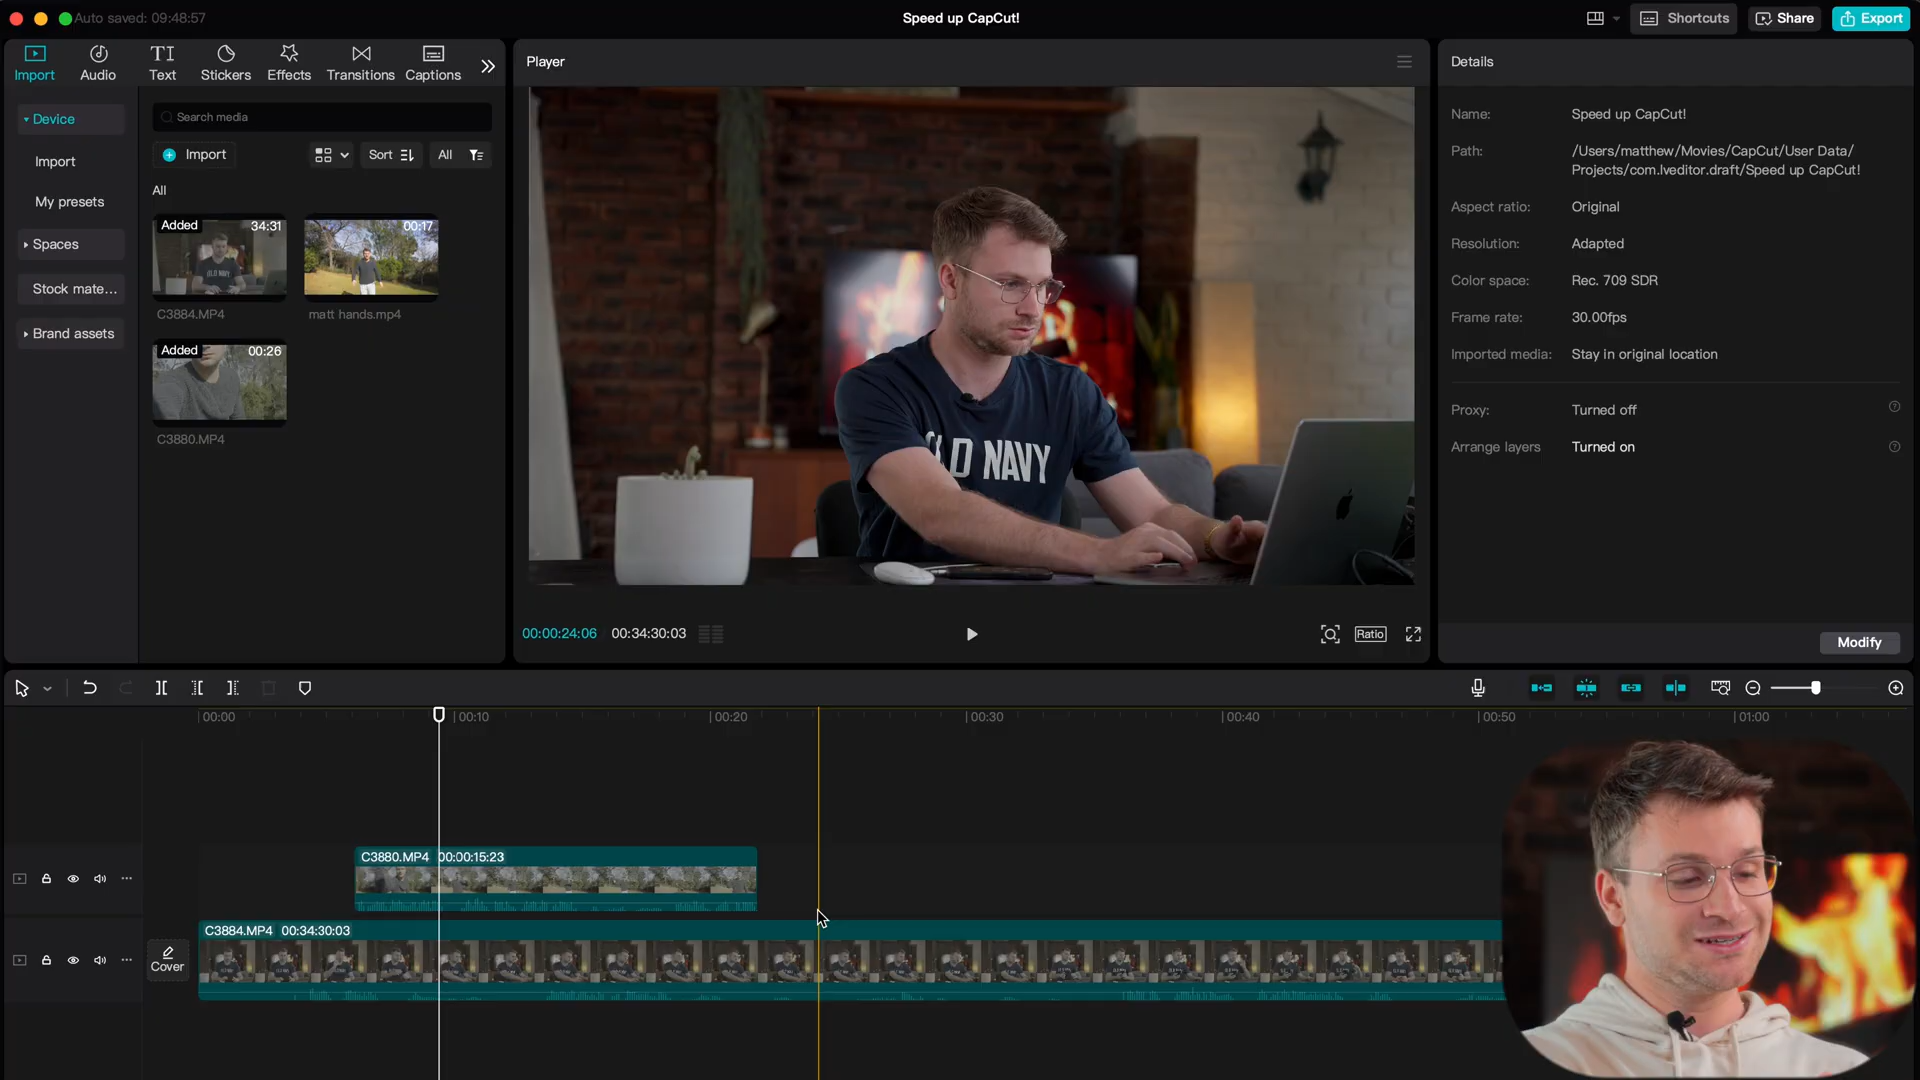 Auto saved: 09:48:57
Speed up CapCut!
Shortcuts
Share
Export
Import
Audio
TI
Text
Stickers
Effects
Transitions
Captions
Device
Import
My presets
Spaces
Stock mate...
Brand assets
Search media
Import
Sort
All
All
Added
34:31
C3884.MP4
00:17
matt hands.mp4
Added
00:26
C3880.MP4
Player
OLD NAVY
00:00:24:06
00:34:30:03
Ratio
Details
Name: Speed up CapCut!
Path: /Users/matthew/Movies/CapCut/User Data/
Projects/com.lveditor.draft/Speed up CapCut!
Aspect ratio: Original
Resolution: Adapted
Color space: Rec. 709 SDR
Frame rate: 30.00fps
Imported media: Stay in original location
Proxy: Turned off
Arrange layers Turned on
Modify
00:00
00:10
00:20
00:30
00:40
00:50
01:00
C3880.MP4 00:00:15:23
C3884.MP4 00:34:30:03
Cover